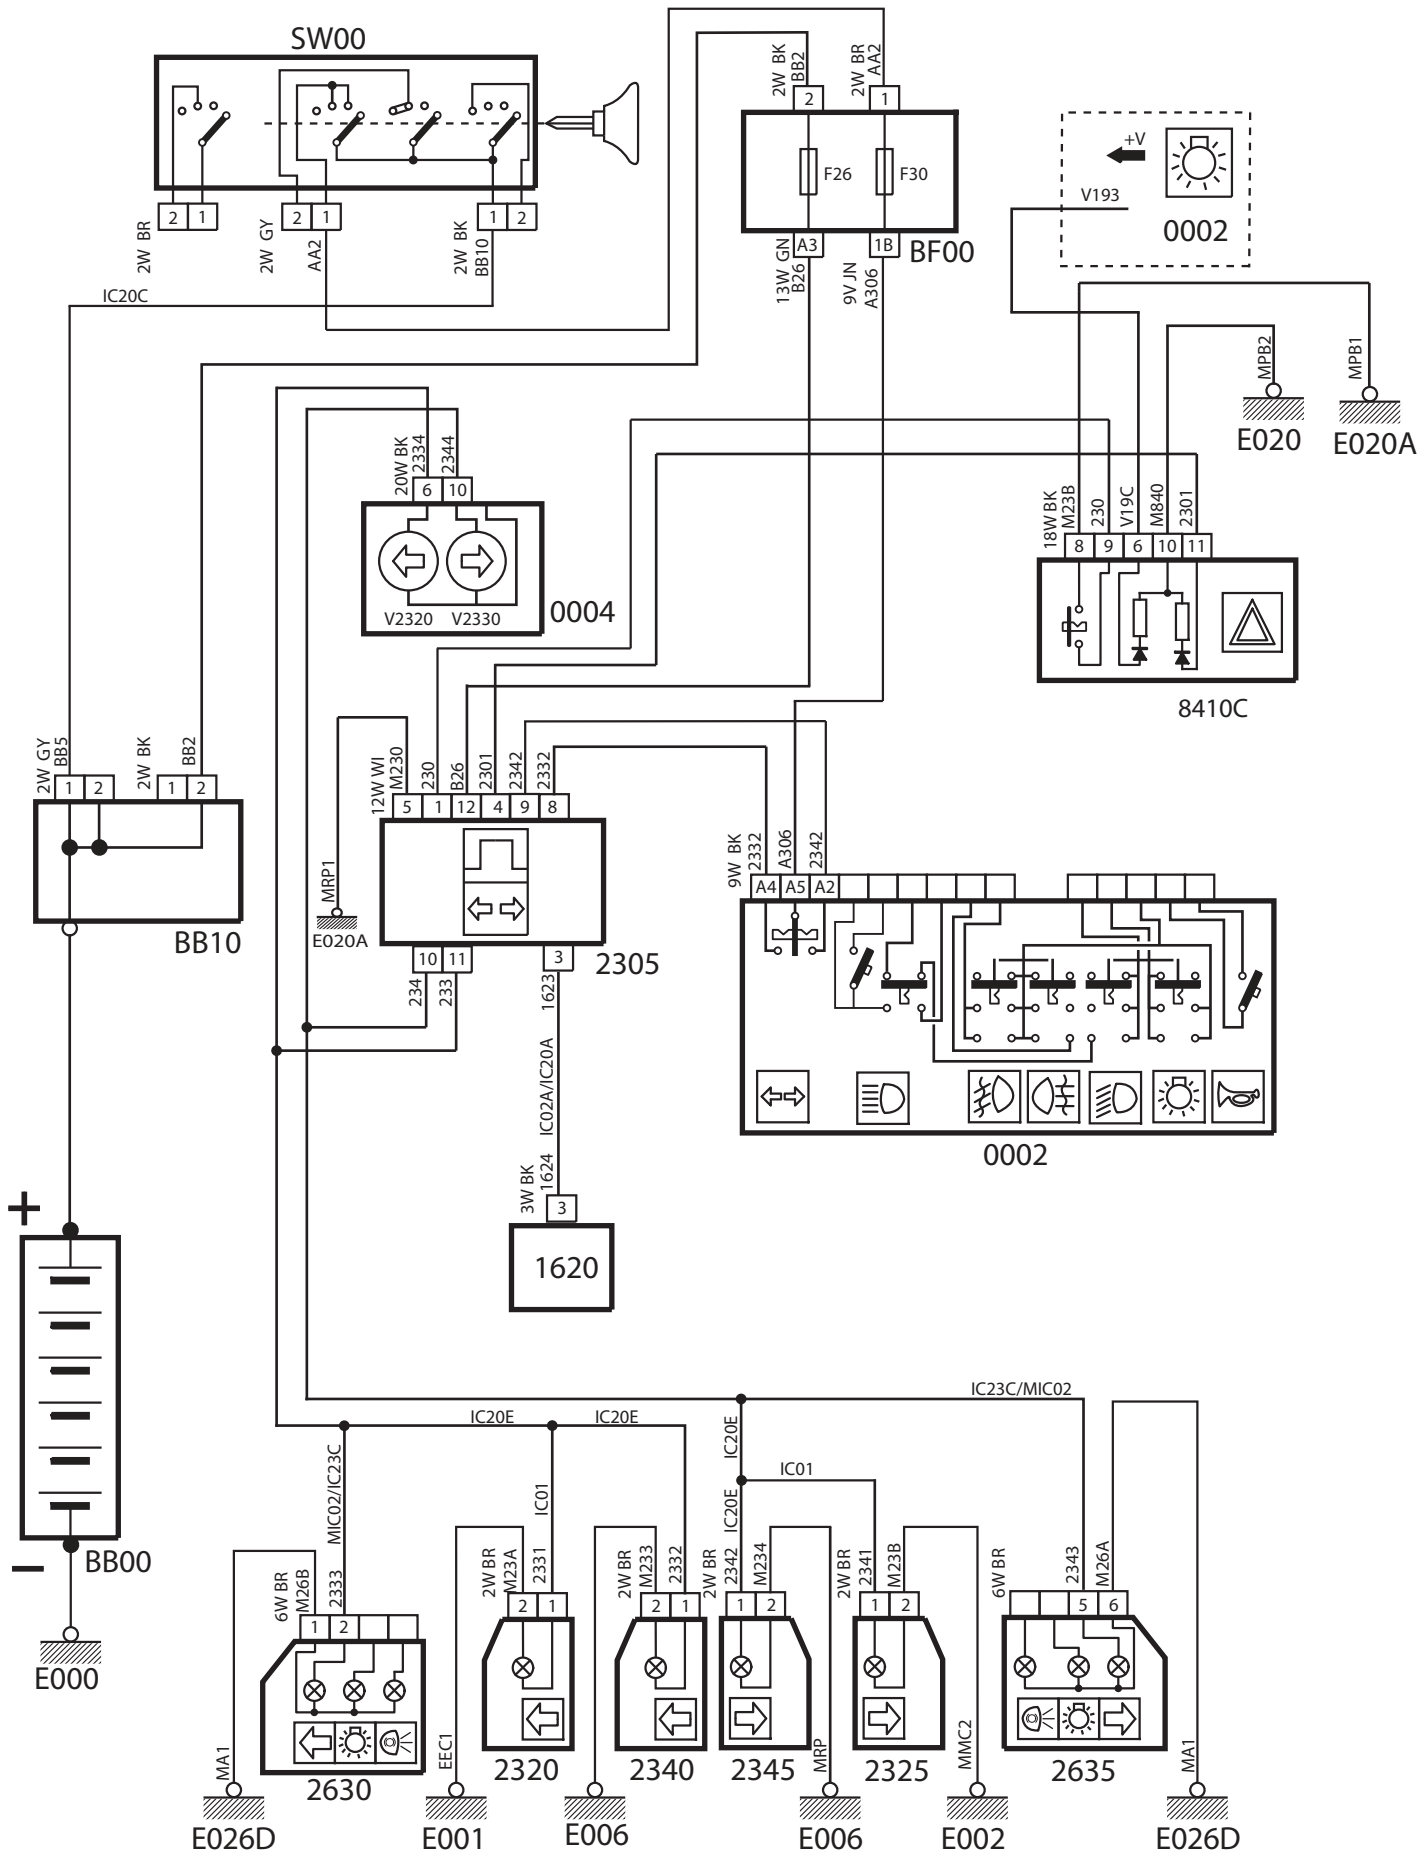 SW00
2W BK
BB2
2W BR
AA2
2
1
F26
F30
A3
1B
BF00
13W GN
B26
9V JN
A306
+V
V193
0002
2
1
2
1
1
2
2W BR
2W GY
AA2
2W BK
BB10
IC20C
MPB2
MPB1
E020
E020A
20W BK
2334
2344
6
10
V2320
V2330
0004
18W BK
M23B
230
V19C
M840
2301
8
9
6
10
11
8410C
2W GY
BB5
2W BK
BB2
1
2
1
2
BB10
12W WI
M230
230
B26
2301
2342
2332
5
1
12
4
9
8
MRP1
E020A
10
11
3
2305
234
233
1623
IC02A/IC20A
3W BK
1624
3
1620
9W BK
2332
A306
2342
A4
A5
A2
0002
+
−
BB00
E000
IC23C/MIC02
IC20E
IC20E
IC20E
IC01
MIC02/IC23C
IC01
IC20E
6W BR
M26B
2333
2W BR
M23A
2331
2W BR
M233
2332
2W BR
2342
M234
2W BR
2341
M23B
6W BR
2343
M26A
1
2
2
1
2
1
1
2
1
2
5
6
MA1
EEC1
MRP
MMC2
MA1
2630
2320
2340
2345
2325
2635
E026D
E001
E006
E006
E002
E026D